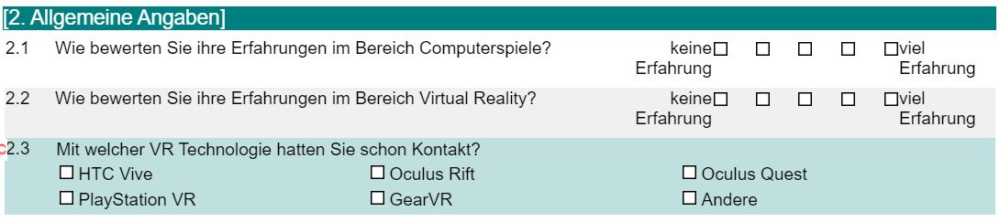 [2. Allgemeine Angaben]
2.1 Wie bewerten Sie ihre Erfahrungen im Bereich Computerspiele? keine viel
Erfahrung Erfahrung
2.2 Wie bewerten Sie ihre Erfahrungen im Bereich Virtual Reality? keine viel
Erfahrung Erfahrung
2.3 Mit welcher VR Technologie hatten Sie schon Kontakt?
HTC Vive Oculus Rift Oculus Quest
PlayStation VR GearVR Andere